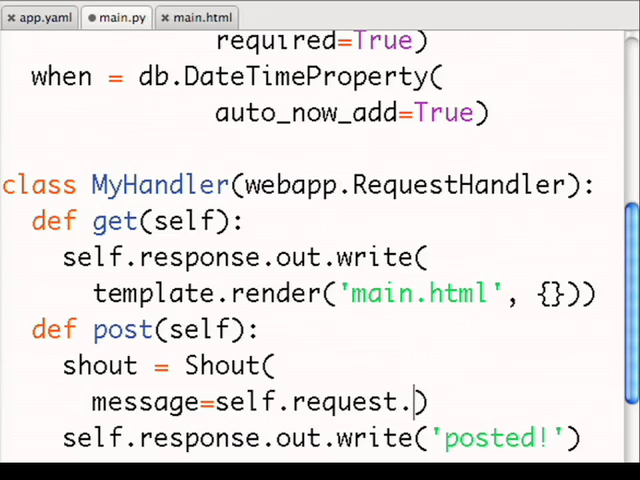 app.yaml main.py main.html
required=True)
when = db.DateTimeProperty(
auto_now_add=True)
class MyHandler(webapp.RequestHandler):
def get(self):
self.response.out.write(
template.render('main.html', {}))
def post(self):
shout = Shout(
message=self.request.)
self.response.out.write('posted!')